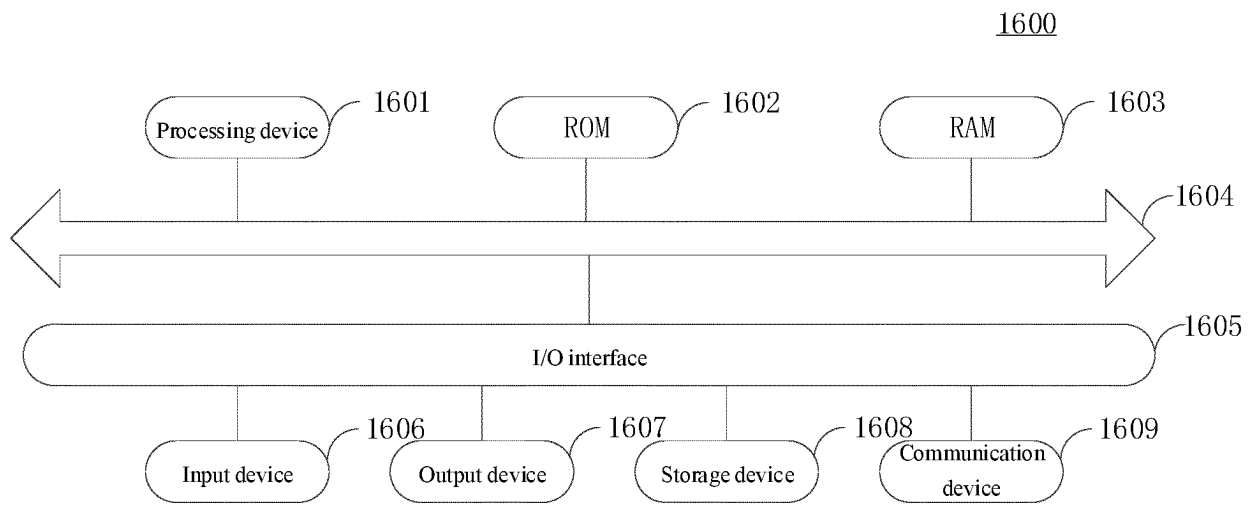 1600
1601
1602
1603
Processing device
ROM
RAM
1604
1605
I/O interface
1606
1607
1608
1609
Input device
Output device
Storage device
Communication
device